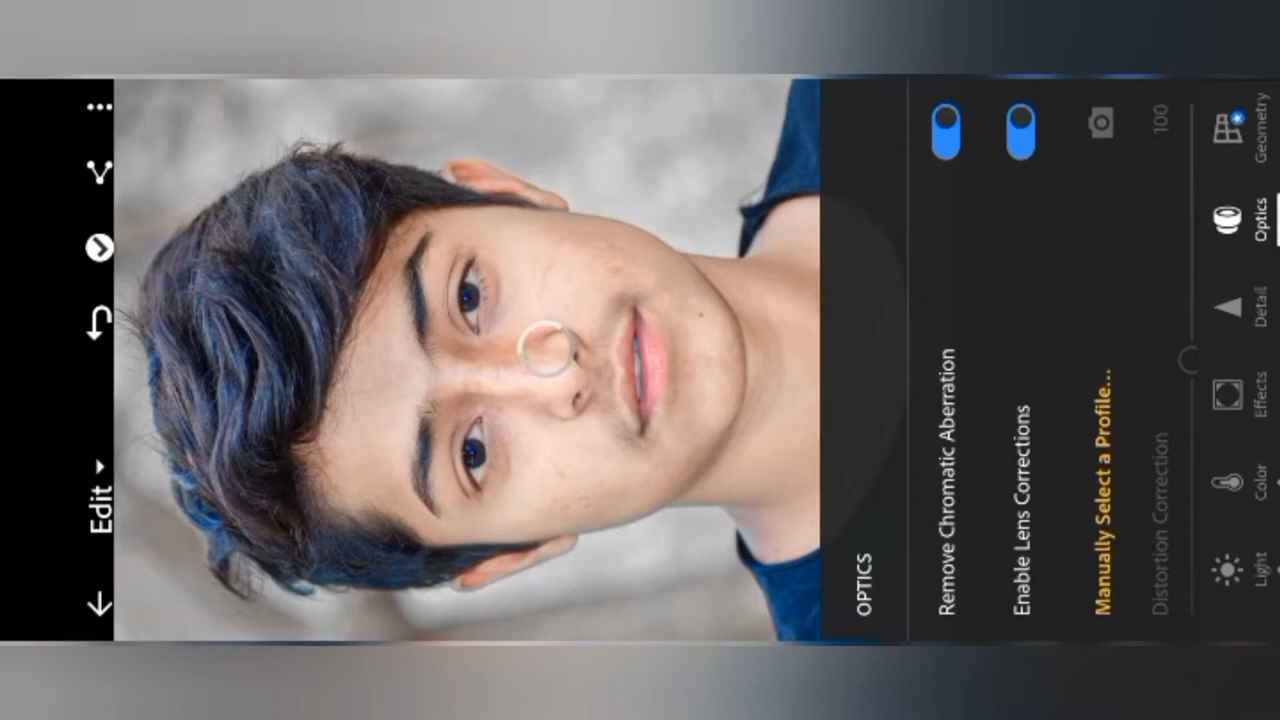 Edit
OPTICS
Remove Chromatic Aberration
Enable Lens Corrections
Manually Select a Profile...
Distortion Correction 100
Light Color Effects Detail Optics Geometry